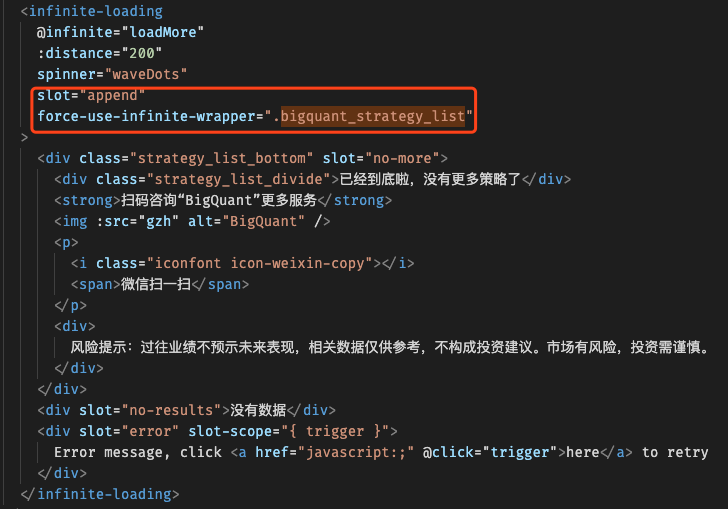 <infinite-loading
@infinite="loadMore"
:distance="200"
spinner="waveDots"
slot="append"
force-use-infinite-wrapper=".bigquant_strategy_list"
>
<div class="strategy_list_bottom" slot="no-more">
<div class="strategy_list_divide">已经到底啦，没有更多策略了</div>
<strong>扫码咨询“BigQuant”更多服务</strong>
<img :src="gzh" alt="BigQuant" />
<p>
<i class="iconfont icon-weixin-copy"></i>
<span>微信扫一扫</span>
</p>
<div>
风险提示：过往业绩不预示未来表现，相关数据仅供参考，不构成投资建议。市场有风险，投资需谨慎。
</div>
</div>
<div slot="no-results">没有数据</div>
<div slot="error" slot-scope="{ trigger }">
Error message, click <a href="javascript:;" @click="trigger">here</a> to retry
</div>
</infinite-loading>